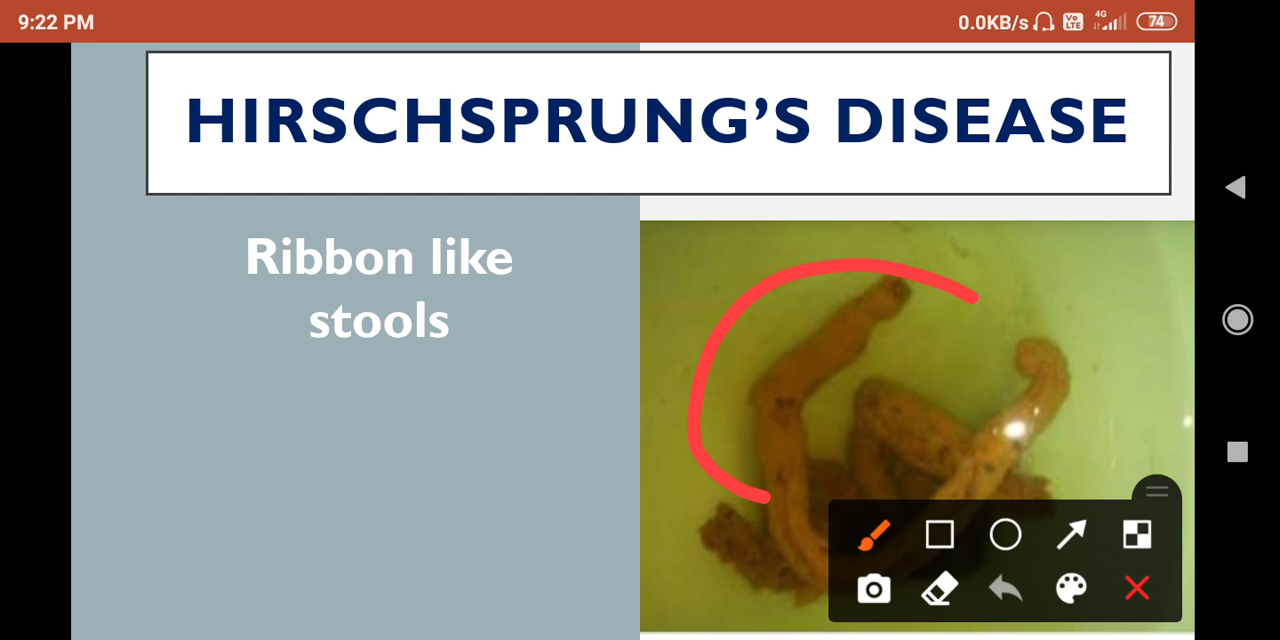 9:22 PM
0.0KB/s
Vo
LTE
4G
74
HIRSCHSPRUNG’S DISEASE
Ribbon like
stools